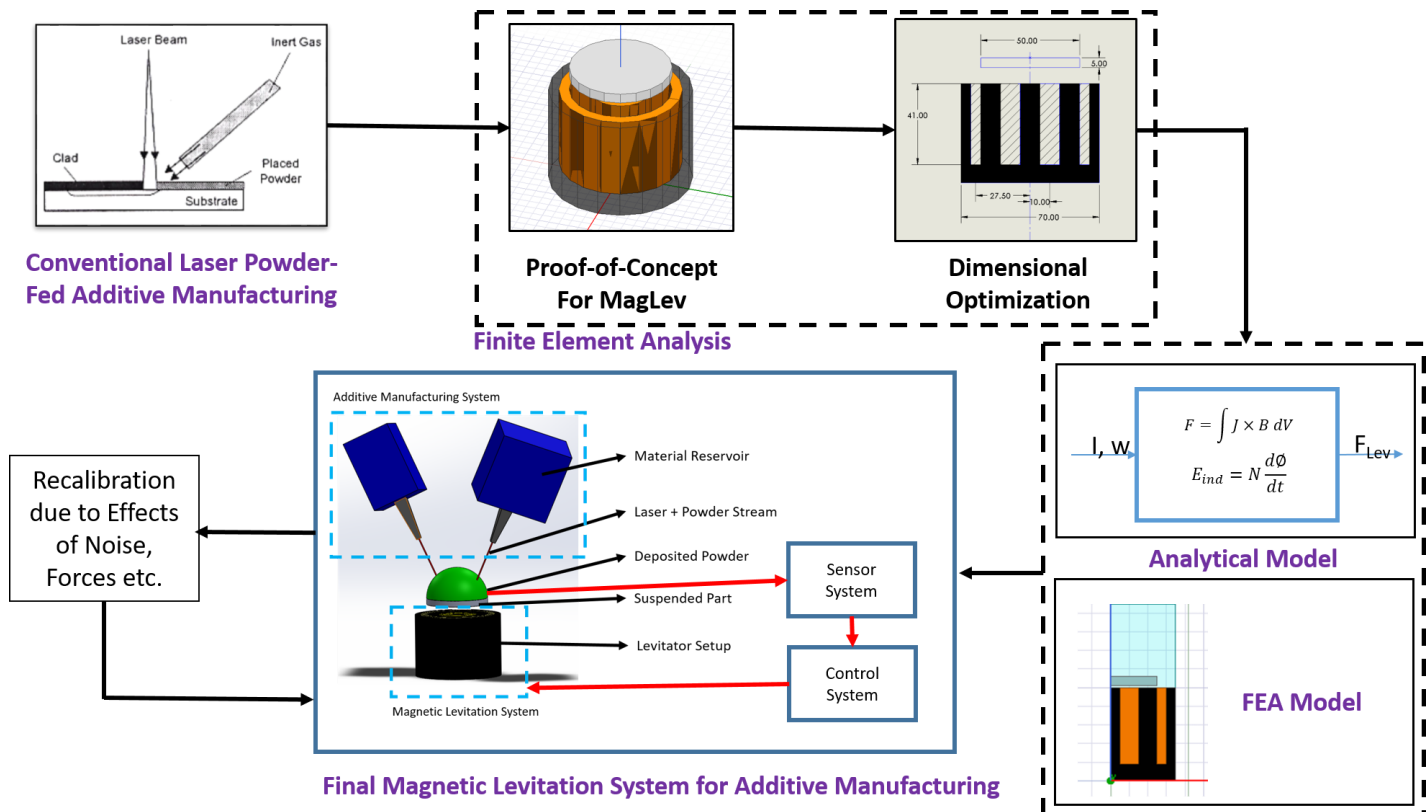 Laser Beam
Inert Gas
Clad
Placed
Powder
Substrate
Conventional Laser Powder-
Fed Additive Manufacturing
Proof-of-Concept
For MagLev
50.00
5.00
41.00
27.50
10.00
70.00
Dimensional
Optimization
Finite Element Analysis
I, w
F = ∫ J × B dV
E_ind = N dØ/dt
F_Lev
Analytical Model
FEA Model
Additive Manufacturing System
Material Reservoir
Laser + Powder Stream
Deposited Powder
Suspended Part
Levitator Setup
Magnetic Levitation System
Sensor
System
Control
System
Final Magnetic Levitation System for Additive Manufacturing
Recalibration
due to Effects
of Noise,
Forces etc.